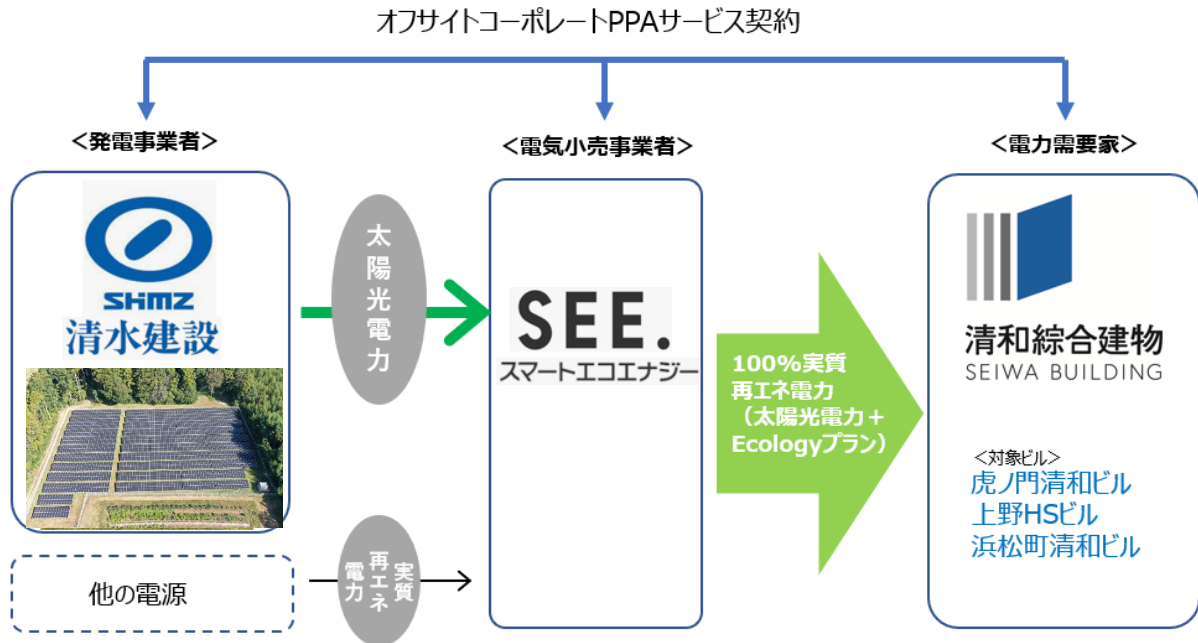 オフサイトコーポレートPPAサービス契約
<発電事業者>
<電気小売事業者>
<電力需要家>
SHIMZ
清水建設
太陽光電力
SEE.
スマートエコエナジー
100%実質
再エネ電力
（太陽光電力＋
Ecologyプラン）
清和綜合建物
SEIWA BUILDING
<対象ビル>
虎ノ門清和ビル
上野HSビル
浜松町清和ビル
他の電源
実質
再エネ
電力